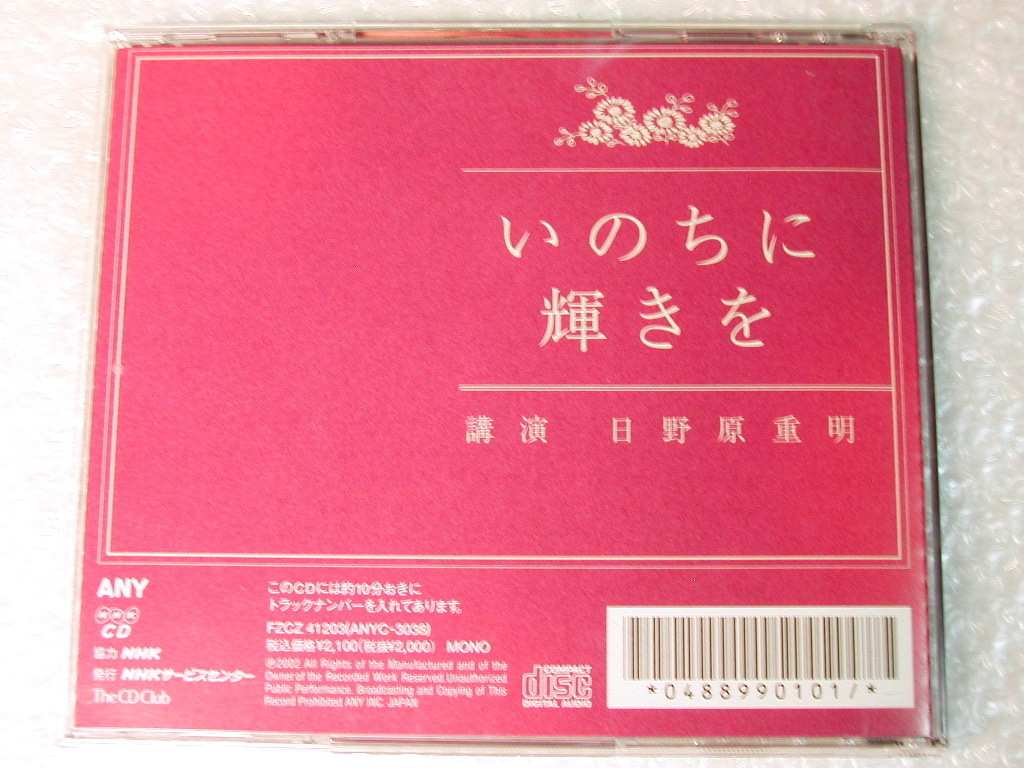 いのちに
輝きを
講演 日野原重明
ANY
NHK
CD
協力 NHK
発行 NHKサービスセンター
The CD Club
このCDには約10分おきに
トラックナンバーを入れてあります。
FZCZ 41203(ANYC-3038)
税込価格¥2,100(税抜¥2,000) MONO
℗2002 All Rights of the Manufactured and of the
Owner of the Recorded Work Reserved.Unauthorized
Public Performance. Broadcasting and Copying of This
Record Prohibited ANY INC. JAPAN
COMPACT
disc
DIGITAL AUDIO
*0488990101/*